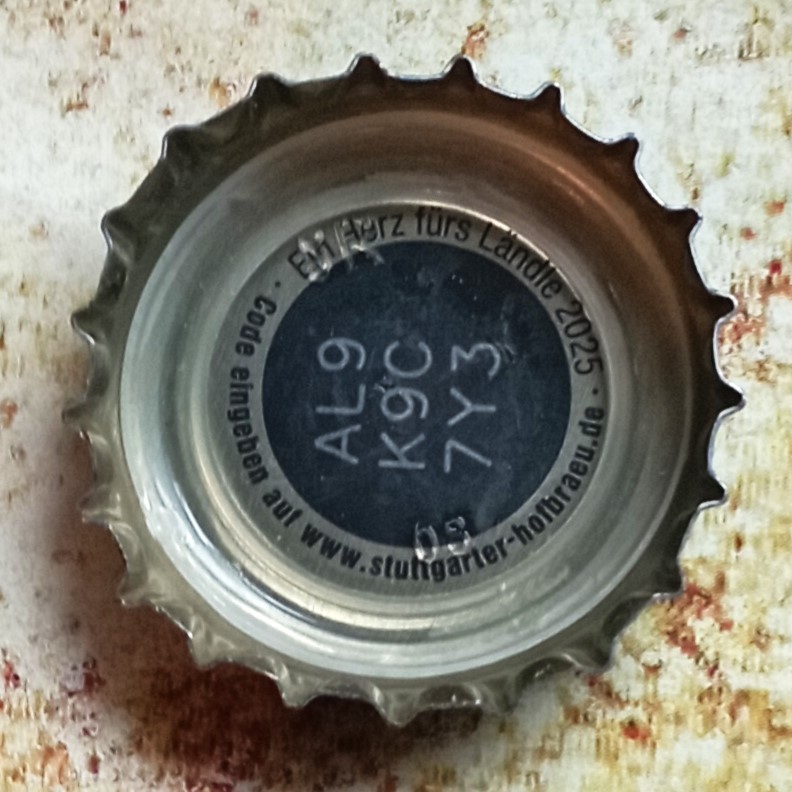 Ein Herz fürs Ländle 2025 ·
Code eingeben auf www.stuttgarter-hofbraeu.de ·
AL9
K9C
7Y3